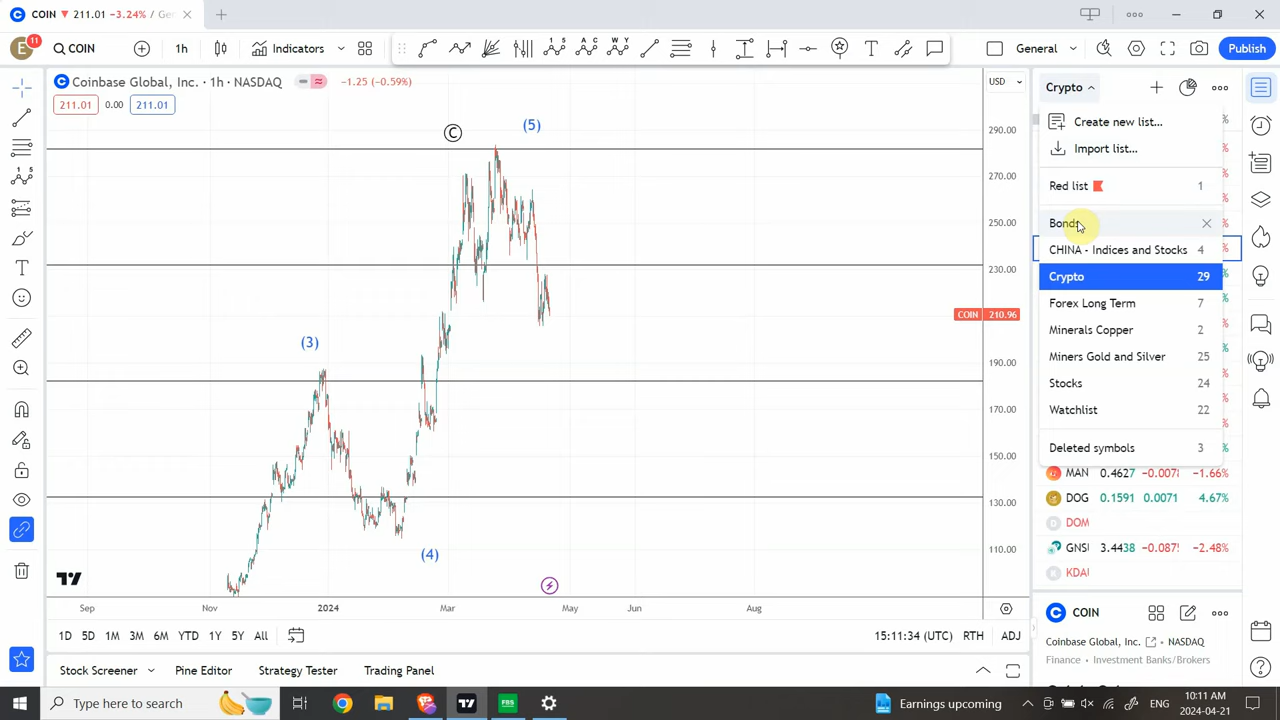 COIN 211.01 −3.24% / Gen
E 11 COIN 1h Indicators General Publish
Coinbase Global, Inc. · 1h · NASDAQ −1.25 (−0.59%)
211.01 0.00 211.01
USD
290.00
270.00
250.00
230.00
COIN 210.96
190.00
170.00
150.00
130.00
110.00
C
(5)
(3)
(4)
Sep Nov 2024 Mar May Jun Aug
1D 5D 1M 3M 6M YTD 1Y 5Y All 15:11:34 (UTC) RTH ADJ
Stock Screener Pine Editor Strategy Tester Trading Panel
Crypto
Create new list...
Import list...
Red list 1
Bonds
CHINA - Indices and Stocks 4
Crypto 29
Forex Long Term 7
Minerals Copper 2
Miners Gold and Silver 25
Stocks 24
Watchlist 22
Deleted symbols 3
MAN 0.4627 −1.66%
DOG 0.1591 0.0071 4.67%
DOM
GNS 3.4438 −2.48%
KDA
COIN
Coinbase Global, Inc. NASDAQ
Finance • Investment Banks/Brokers
Type here to search
FBS
Earnings upcoming
ENG
10:11 AM
2024-04-21